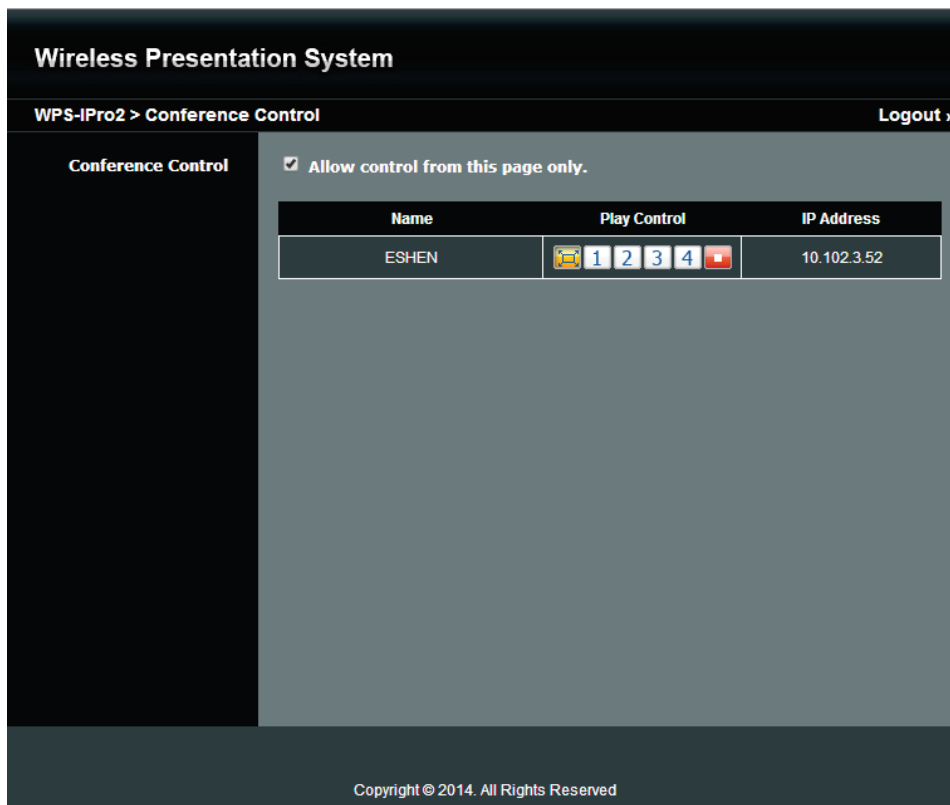 Wireless Presentation System
WPS-IPro2 > Conference Control
Logout »
Conference Control
Allow control from this page only.
Name Play Control IP Address
ESHEN 1 2 3 4 10.102.3.52
Copyright © 2014. All Rights Reserved